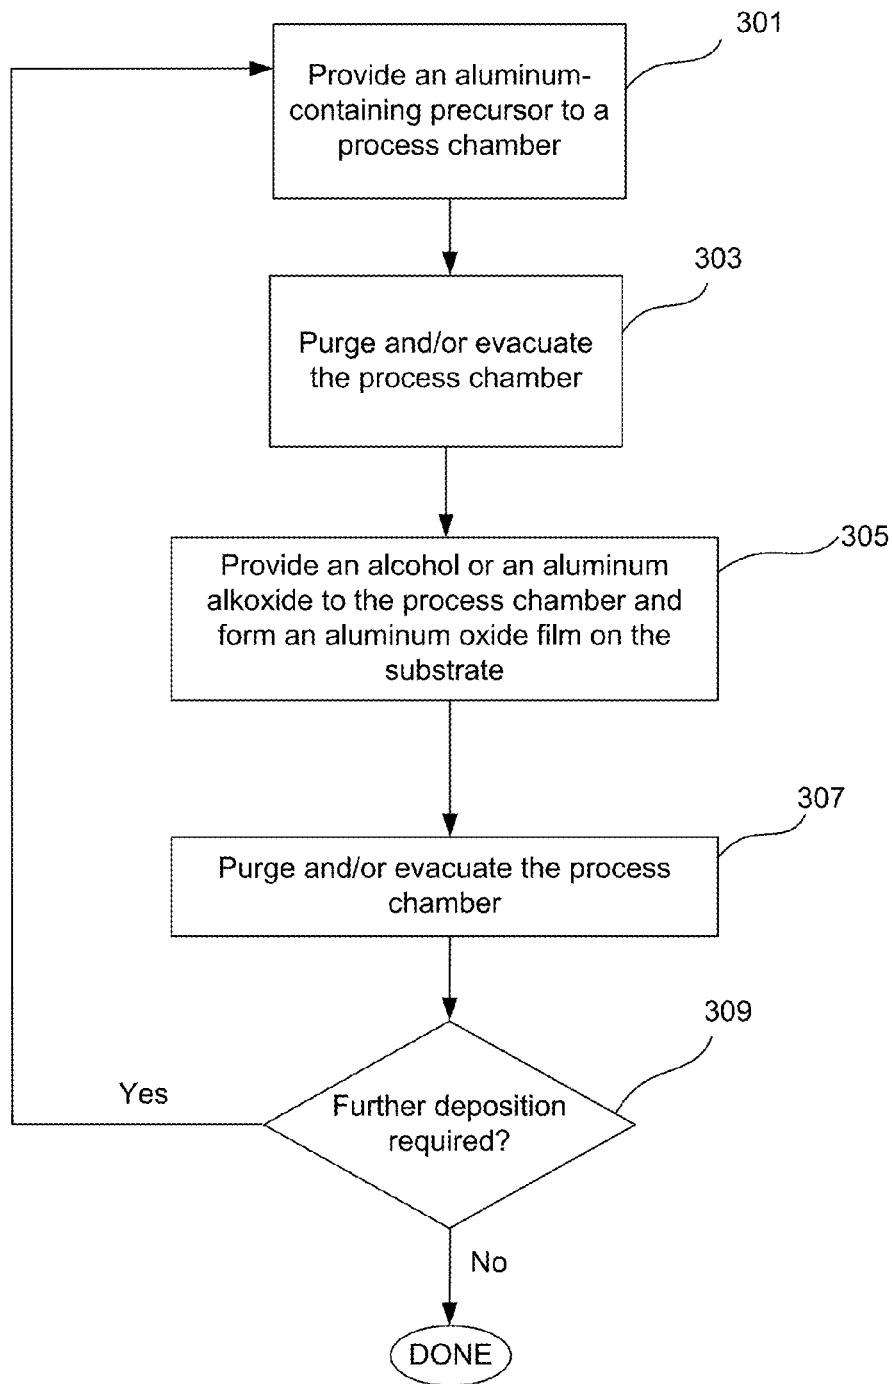 301
Provide an aluminum-
containing precursor to a
process chamber
303
Purge and/or evacuate
the process chamber
305
Provide an alcohol or an aluminum
alkoxide to the process chamber and
form an aluminum oxide film on the
substrate
307
Purge and/or evacuate the process
chamber
309
Further deposition
required?
Yes
No
DONE